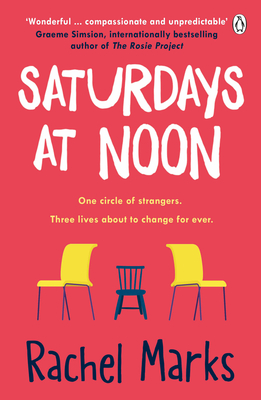 'Wonderful ... compassionate and unpredictable'
Graeme Simsion, internationally bestselling
author of The Rosie Project
SATURDAYS
AT NOON
One circle of strangers.
Three lives about to change for ever.
Rachel Marks